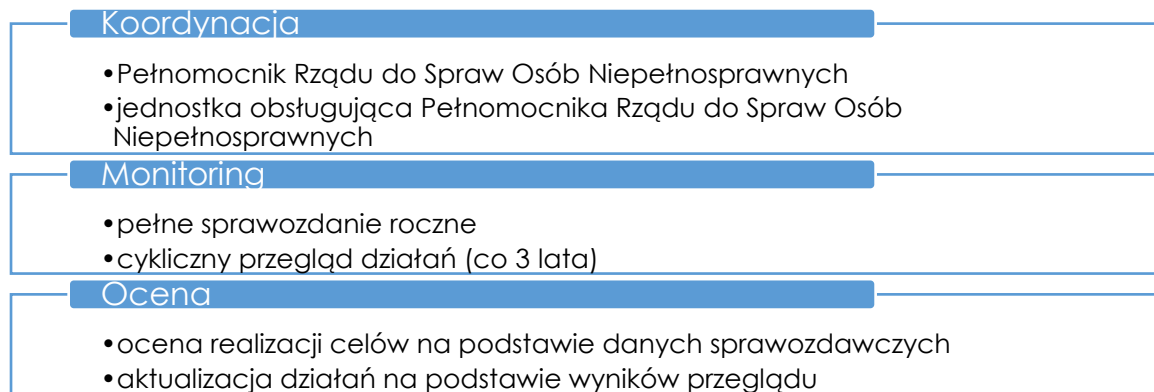 Koordynacja
•Pełnomocnik Rządu do Spraw Osób Niepełnosprawnych
•jednostka obsługująca Pełnomocnika Rządu do Spraw Osób
Niepełnosprawnych
Monitoring
•pełne sprawozdanie roczne
•cykliczny przegląd działań (co 3 lata)
Ocena
•ocena realizacji celów na podstawie danych sprawozdawczych
•aktualizacja działań na podstawie wyników przeglądu